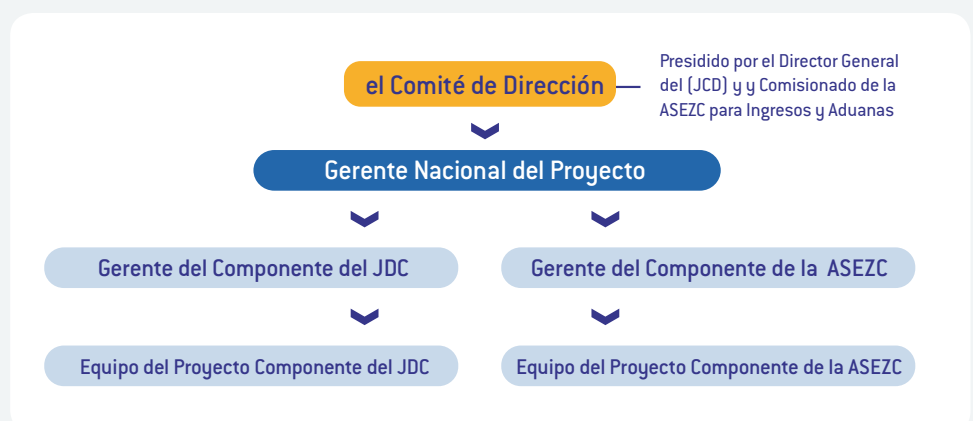 el Comité de Dirección
Presidido por el Director General
del (JCD) y y Comisionado de la
ASEZC para Ingresos y Aduanas
Gerente Nacional del Proyecto
Gerente del Componente del JDC
Gerente del Componente de la ASEZC
Equipo del Proyecto Componente del JDC
Equipo del Proyecto Componente de la ASEZC